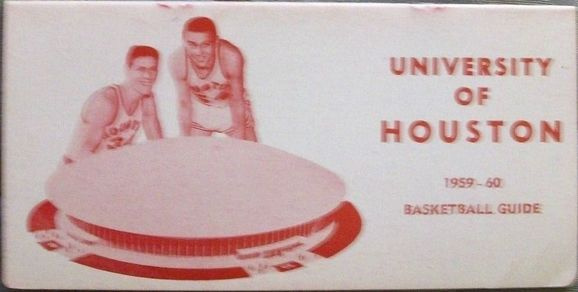 UNIVERSITY
OF
HOUSTON
1959-60
BASKETBALL GUIDE